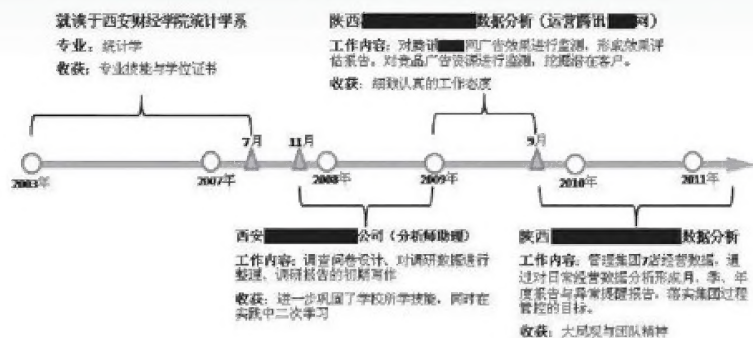 就读于西安财经学院统计学系
专业：统计学
收获：专业技能与学位证书
陕西 数据分析（运营腾讯 网）
工作内容：对腾讯 网广告效果进行监测，形成效果评
估报告。对竞品广告资源进行监测，挖掘潜在客户。
收获：细致认真的工作态度
7月
11月
9月
2003年
2007年
2008年
2009年
2010年
2011年
西安 公司（分析师助理）
工作内容：调查问卷设计、对调研数据进行
整理、调研报告的初期写作
收获：进一步巩固了学校所学技能，同时在
实践中二次学习
陕西 数据分析
工作内容：管理集团7店经营数据，通
过对日常经营数据分析形成月、季、年
度报告与异常提醒报告。落实集团过程
管控的目标。
收获：大局观与团队精神